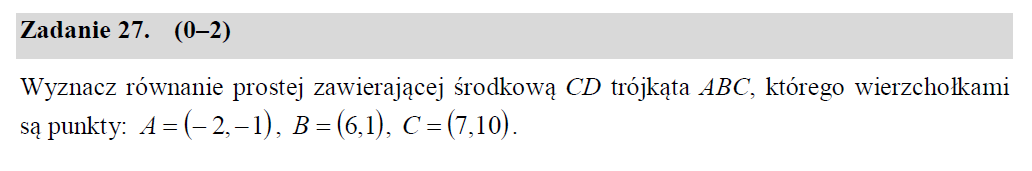 Zadanie 27. (0–2)
Wyznacz równanie prostej zawierającej środkową CD trójkąta ABC, którego wierzchołkami
są punkty: A = (– 2, –1), B = (6,1), C = (7,10).